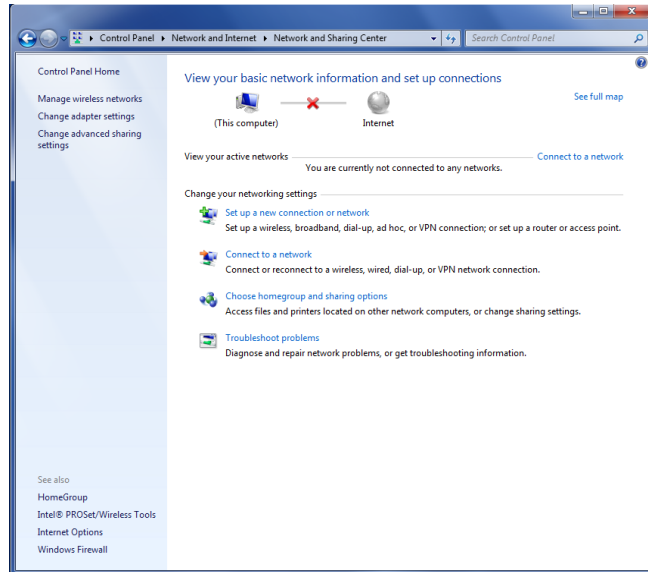 Control Panel ▸ Network and Internet ▸ Network and Sharing Center
Search Control Panel
Control Panel Home
Manage wireless networks
Change adapter settings
Change advanced sharing
settings
View your basic network information and set up connections
See full map
(This computer)
Internet
View your active networks
Connect to a network
You are currently not connected to any networks.
Change your networking settings
Set up a new connection or network
Set up a wireless, broadband, dial-up, ad hoc, or VPN connection; or set up a router or access point.
Connect to a network
Connect or reconnect to a wireless, wired, dial-up, or VPN network connection.
Choose homegroup and sharing options
Access files and printers located on other network computers, or change sharing settings.
Troubleshoot problems
Diagnose and repair network problems, or get troubleshooting information.
See also
HomeGroup
Intel® PROSet/Wireless Tools
Internet Options
Windows Firewall